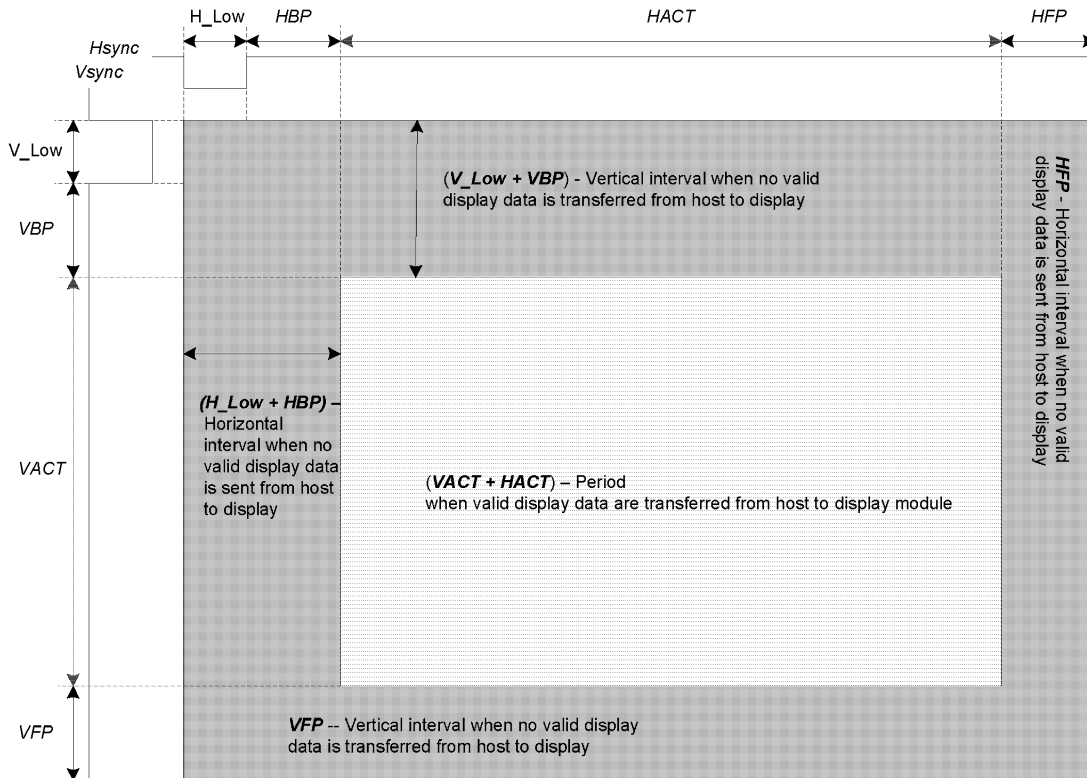 H_Low
HBP
HACT
HFP
Hsync
Vsync
V_Low
VBP
VACT
VFP
(V_Low + VBP) - Vertical interval when no valid
display data is transferred from host to display
HFP - Horizontal interval when no valid
display data is sent from host to display
(H_Low + HBP) –
Horizontal
interval when no
valid display data
is sent from host
to display
(VACT + HACT) – Period
when valid display data are transferred from host to display module
VFP -- Vertical interval when no valid display
data is transferred from host to display